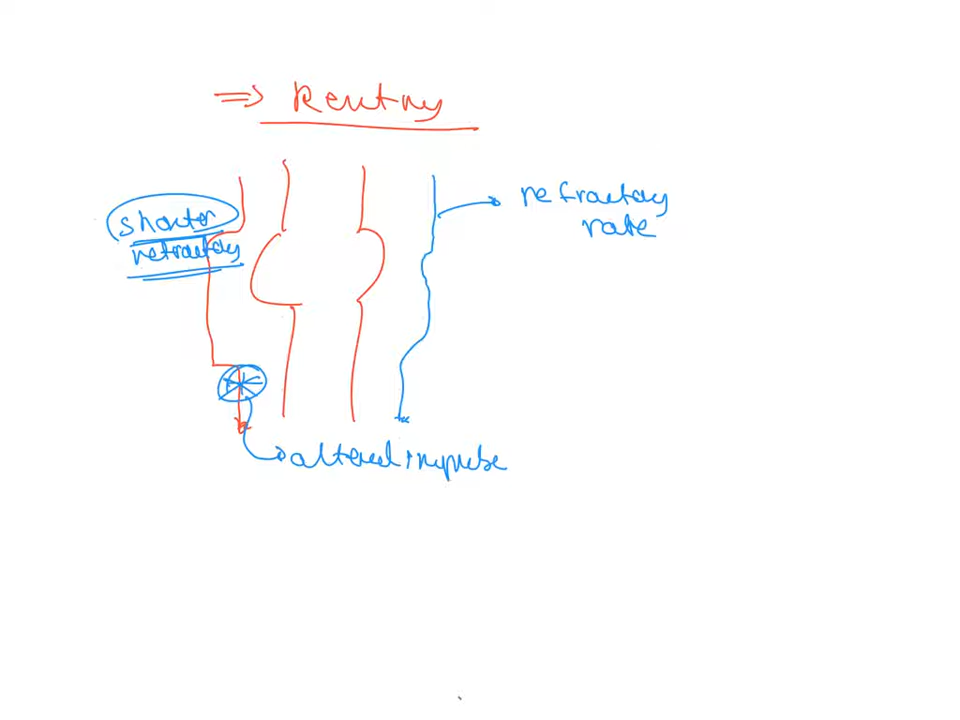 ⇒ Rentry
shorter
refractory
refractory
rate
altered impulse